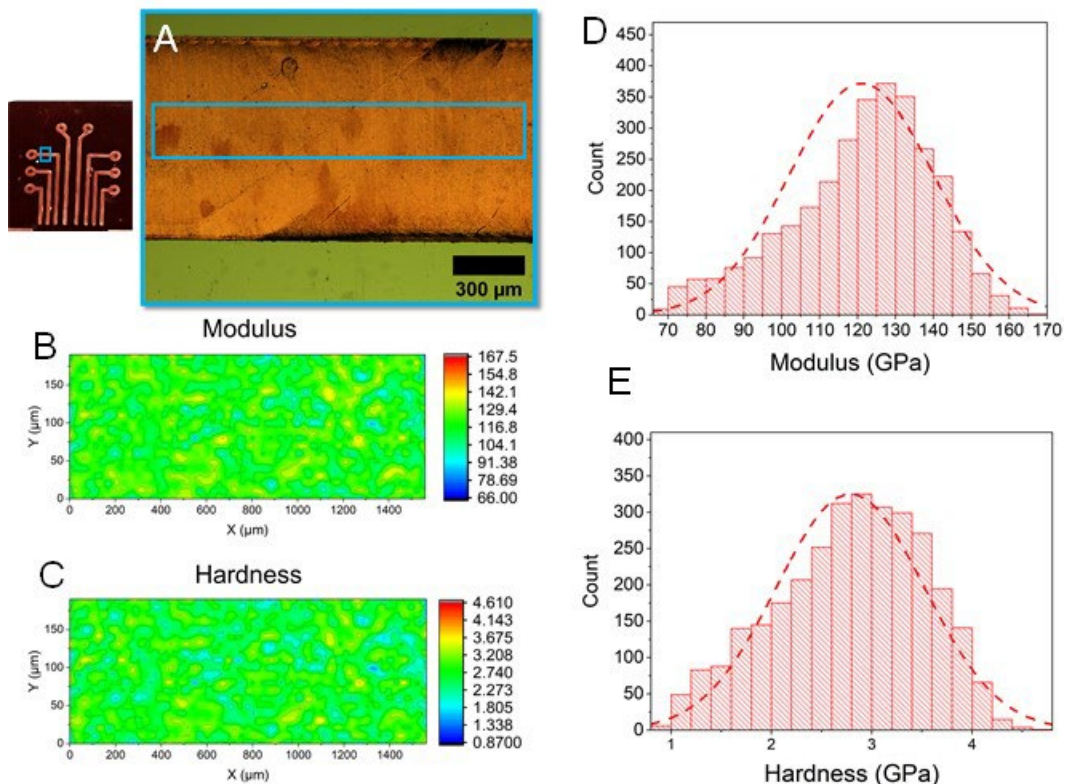 A
300 µm
Modulus
B
Y (µm)
150
100
50
0
0 200 400 600 800 1000 1200 1400
X (µm)
167.5
154.8
142.1
129.4
116.8
104.1
91.38
78.69
66.00
C
Hardness
Y (µm)
150
100
50
0
0 200 400 600 800 1000 1200 1400
X (µm)
4.610
4.143
3.675
3.208
2.740
2.273
1.805
1.338
0.8700
D
Count
450
400
350
300
250
200
150
100
50
0
70 80 90 100 110 120 130 140 150 160 170
Modulus (GPa)
E
Count
400
350
300
250
200
150
100
50
0
1 2 3 4
Hardness (GPa)